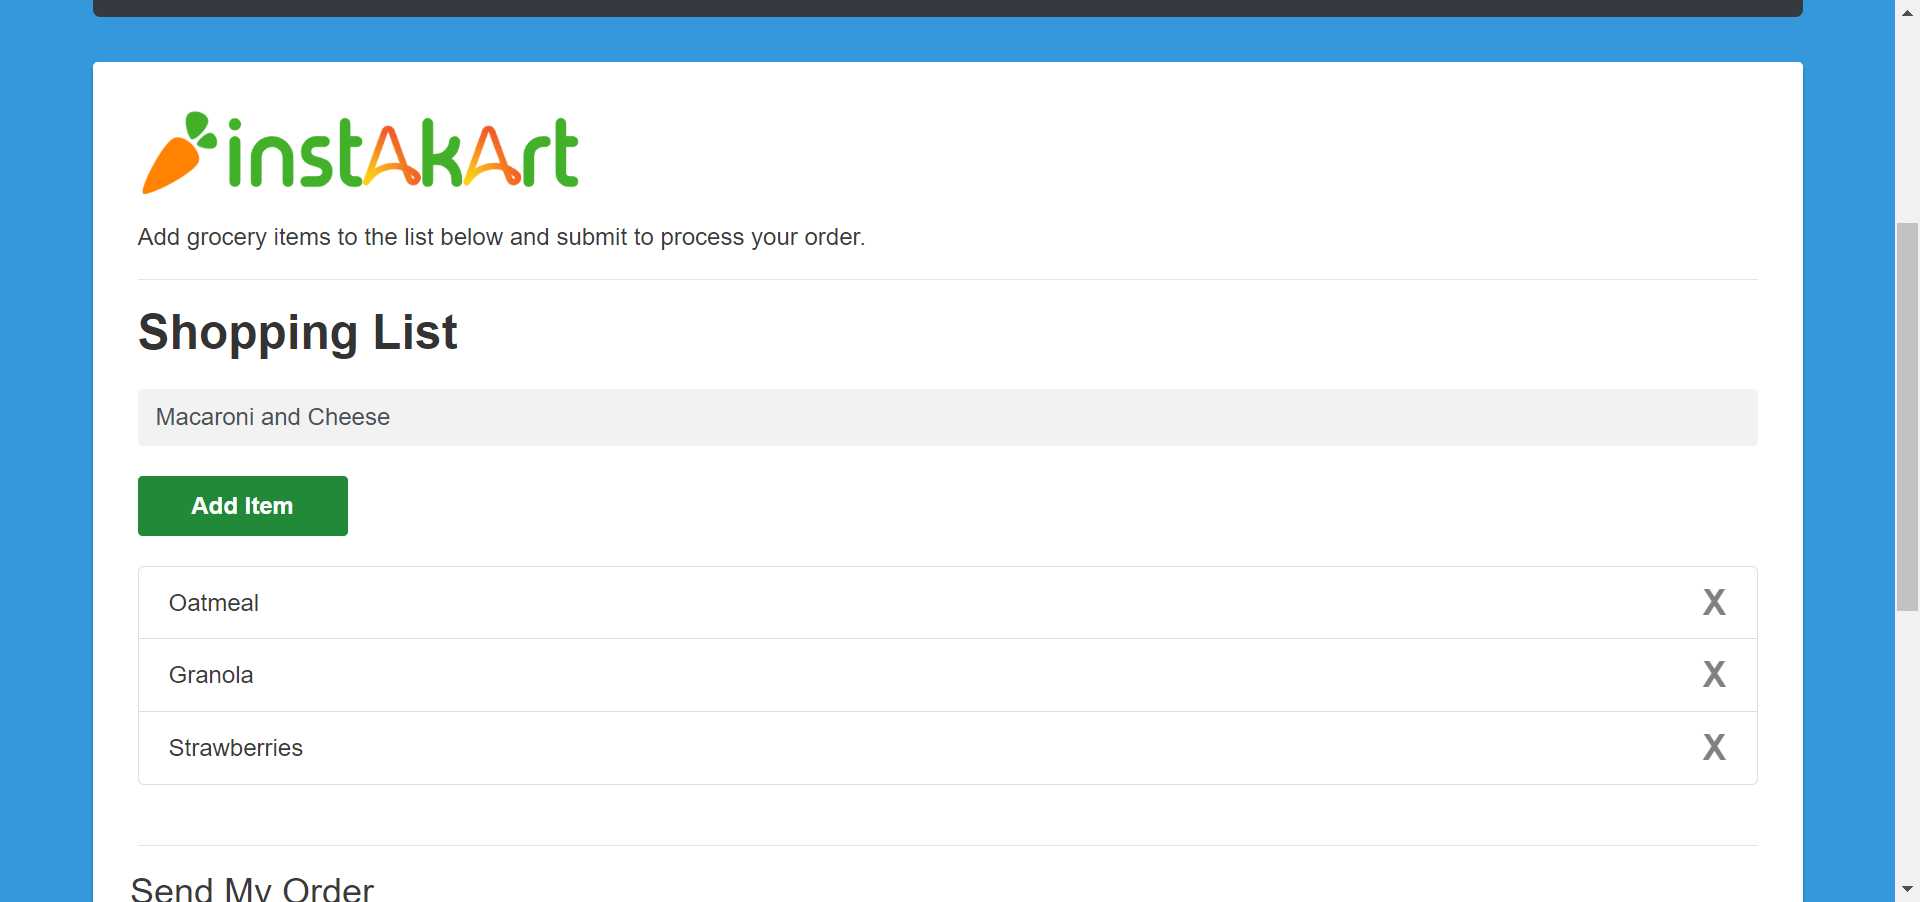 instAkArt
Add grocery items to the list below and submit to process your order.
Shopping List
Macaroni and Cheese
Add Item
Oatmeal
X
Granola
X
Strawberries
X
Send My Order